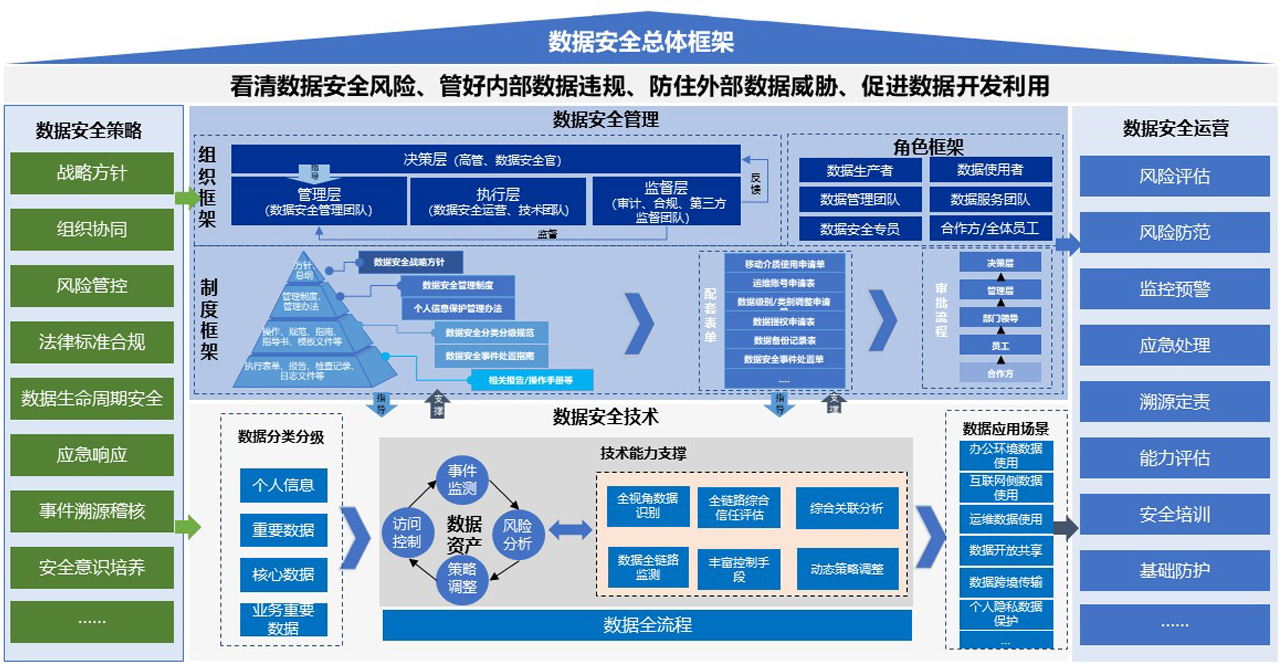 数据安全总体框架
看清数据安全风险、管好内部数据违规、防住外部数据威胁、促进数据开发利用
数据安全策略
战略方针
组织协同
风险管控
法律标准合规
数据生命周期安全
应急响应
事件溯源稽核
安全意识培养
······
数据安全管理
组织框架
决策层（高管、数据安全官）
指导
管理层
（数据安全管理团队）
执行层
（数据安全运营、技术团队）
监督层
（审计、合规、第三方
监督团队）
反馈
监督
角色框架
数据生产者
数据使用者
数据管理团队
数据服务团队
数据安全专员
合作方/全体员工
制度框架
方针、
总纲
管理制度、
管理办法
操作、规范、指南、
指导书、模板文件等
执行表单、报告、检查记录、
日志文件等
数据安全战略方针
数据安全管理制度
个人信息保护管理办法
数据安全分类分级规范
数据安全事件处置指南
相关报告/操作手册等
配套表单
移动介质使用申请单
运维账号申请表
数据级别/类别调整申请
单
数据提权申请表
数据备份记录表
数据安全事件处置单
....
审批流程
决策层
管理层
部门领导
员工
合作方
指导
支撑
指导
支撑
数据安全技术
数据分类分级
个人信息
重要数据
核心数据
业务重要
数据
事件
监测
访问
控制
数据
资产
风险
分析
策略
调整
技术能力支撑
全视角数据
识别
全链路综合
信任评估
综合关联分析
数据全链路
监测
丰富控制手
段
动态策略调整
数据全流程
数据应用场景
办公环境数据
使用
互联网侧数据
使用
运维数据使用
数据开放共享
数据跨境传输
个人隐私数据
保护
...
数据安全运营
风险评估
风险防范
监控预警
应急处理
溯源定责
能力评估
安全培训
基础防护
······